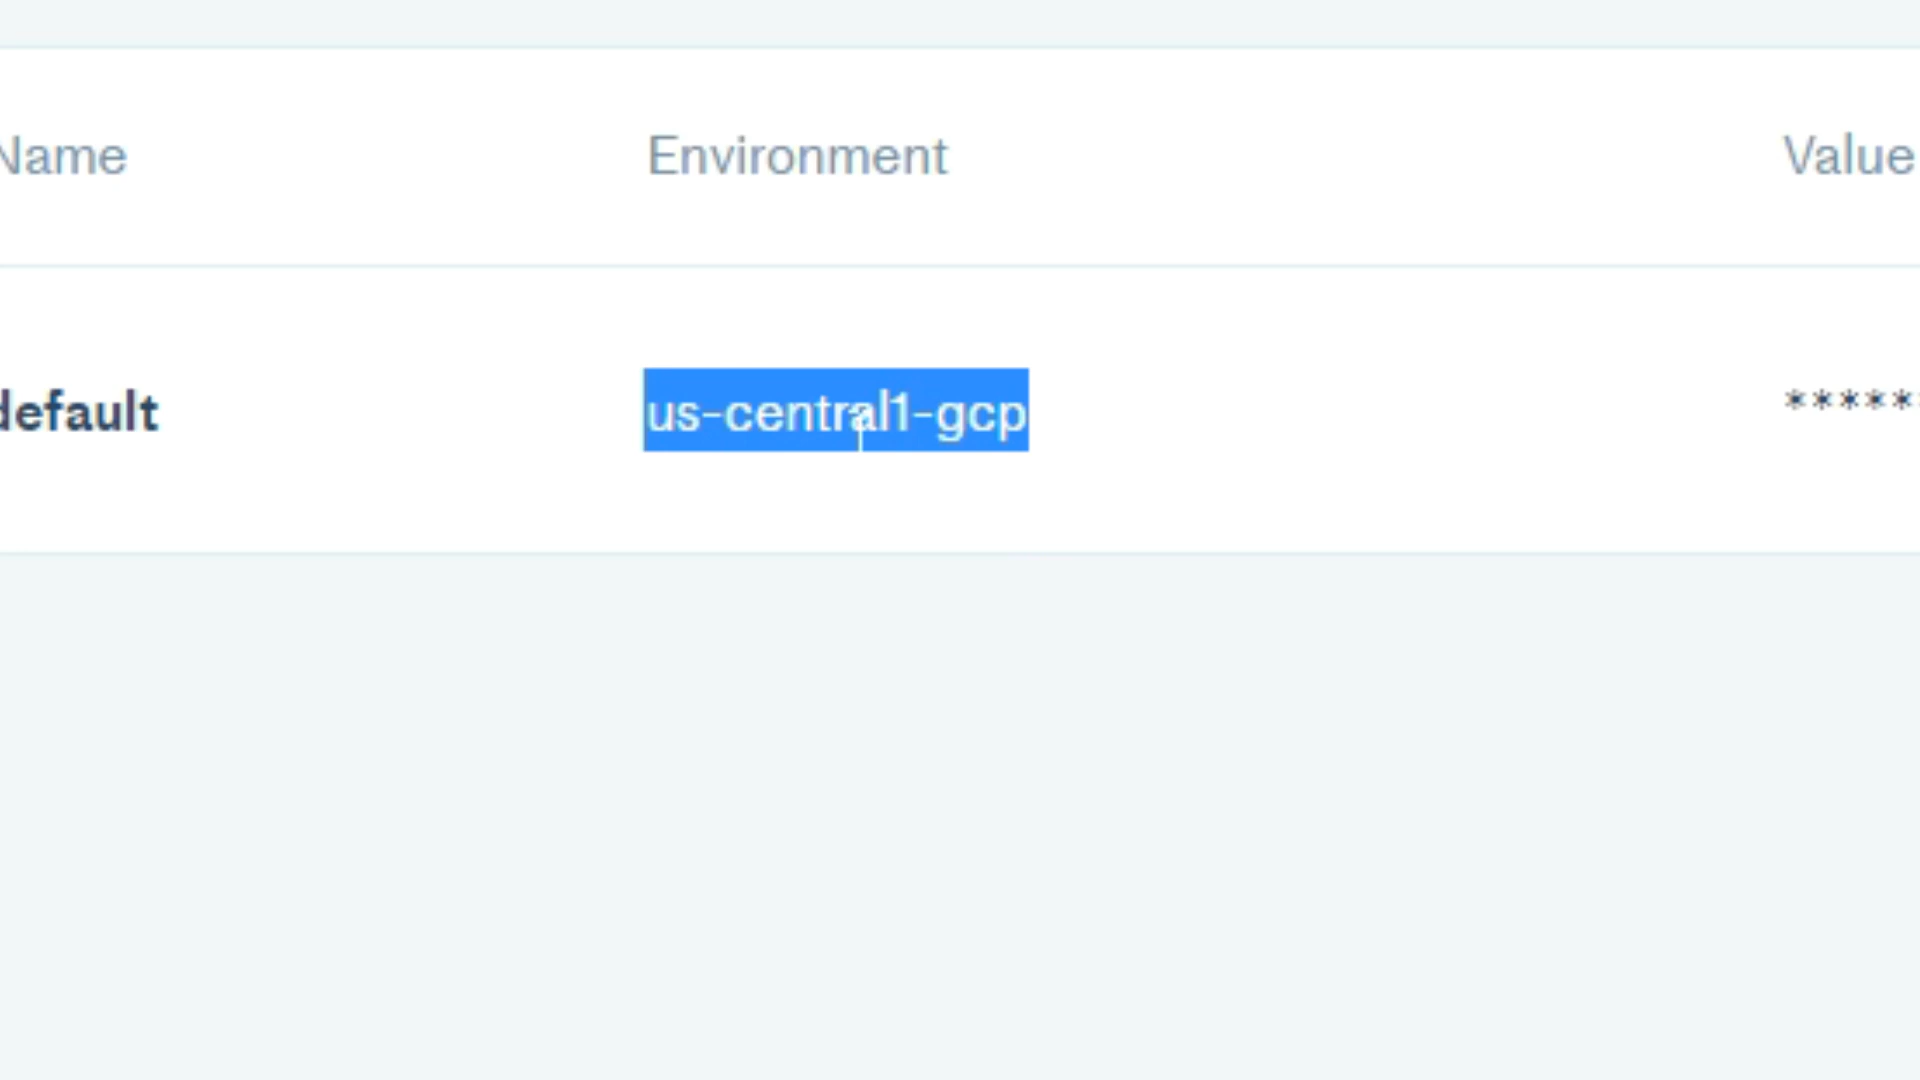 Name Environment Value
default us-central1-gcp *****